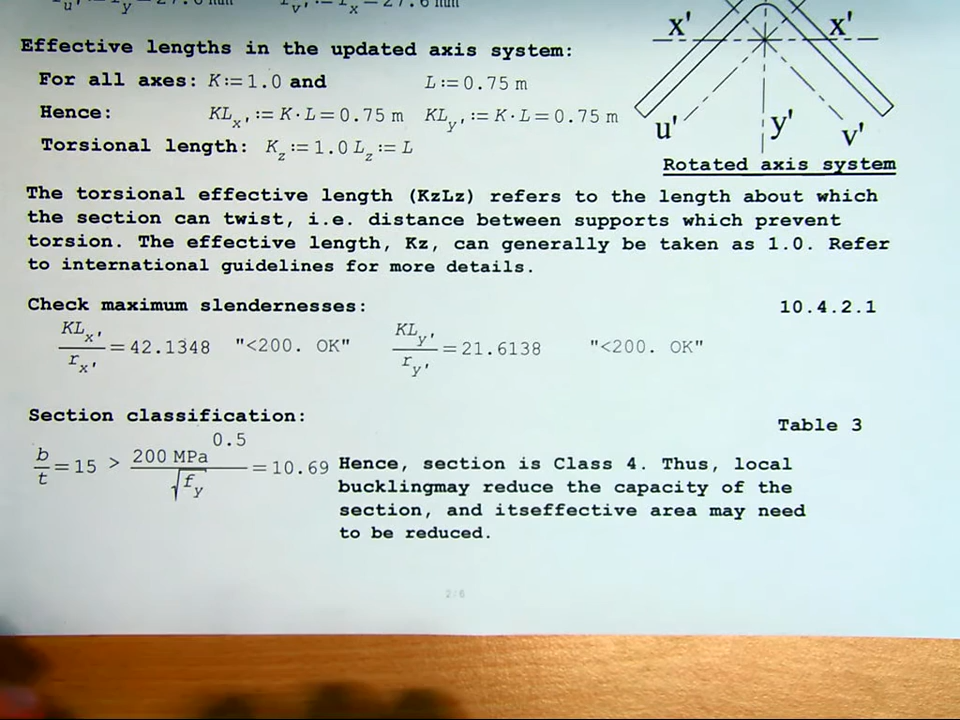 Effective lengths in the updated axis system:
For all axes: K:=1.0 and L:=0.75 m
Hence: KLx':=K·L=0.75 m KLy':=K·L=0.75 m
Torsional length: Kz:=1.0 Lz:=L
x' x'
u' y' v'
Rotated axis system
The torsional effective length (KzLz) refers to the length about which
the section can twist, i.e. distance between supports which prevent
torsion. The effective length, Kz, can generally be taken as 1.0. Refer
to international guidelines for more details.
Check maximum slendernesses: 10.4.2.1
KLx'/rx' =42.1348 "<200. OK" KLy'/ry' =21.6138 "<200. OK"
Section classification: Table 3
b/t =15 > 200 MPa^0.5/√fy =10.69 Hence, section is Class 4. Thus, local
bucklingmay reduce the capacity of the
section, and itseffective area may need
to be reduced.
2/6